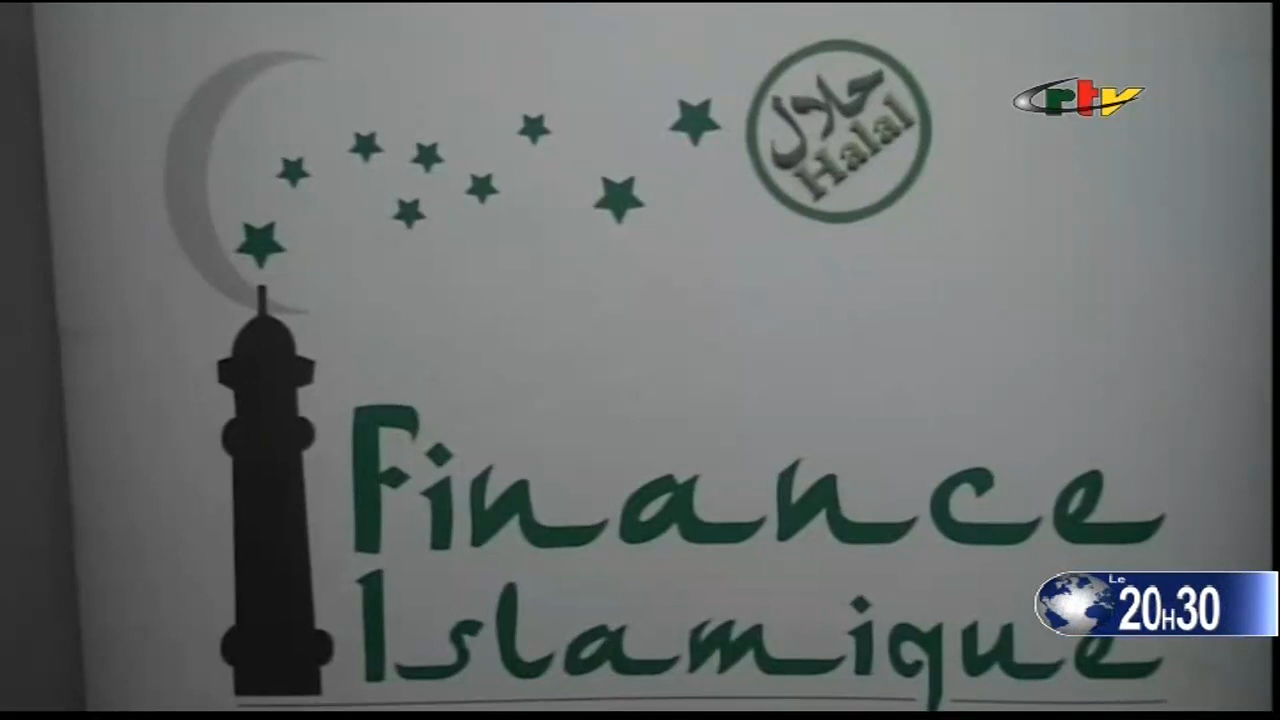 حلال
Halal
crtv
Finance
Islamique
Le
20H30